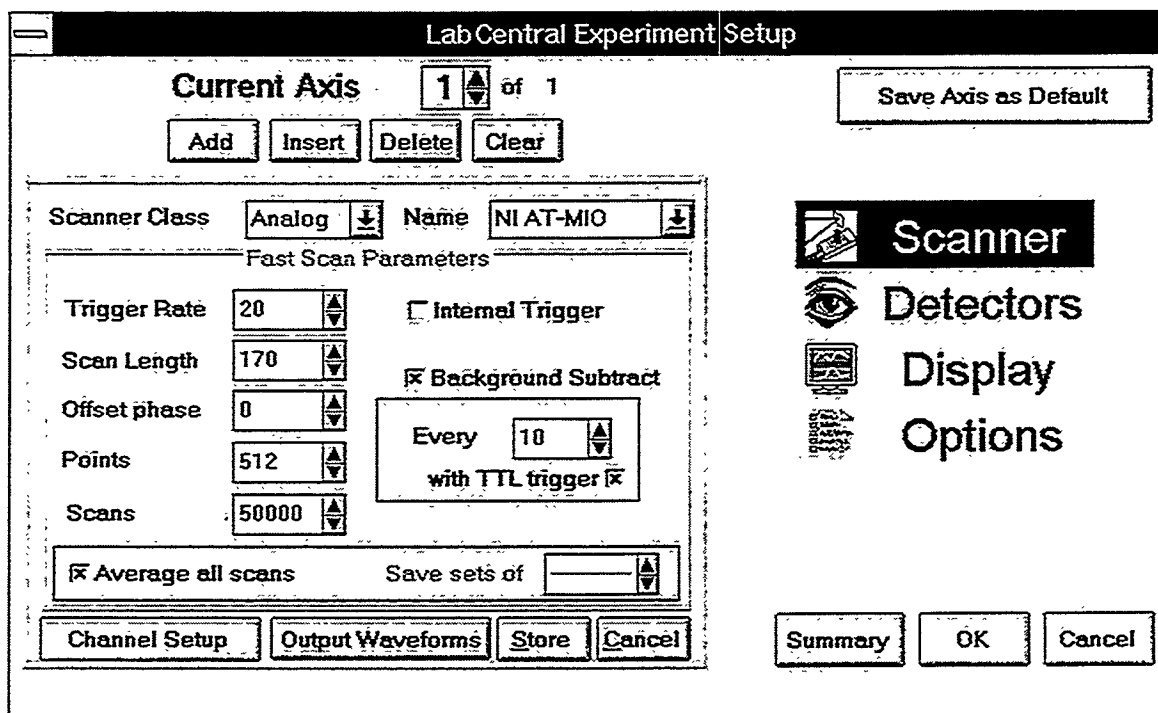 Lab Central Experiment Setup
Current Axis 1 of 1
Save Axis as Default
Add Insert Delete Clear
Scanner Class Analog Name NI AT-MIO
Fast Scan Parameters
Trigger Rate 20
Internal Trigger
Scan Length 170
Background Subtract
Offset phase 0
Every 10
Points 512
with TTL trigger
Scans 50000
Average all scans Save sets of
Channel Setup Output Waveforms Store Cancel
Scanner
Detectors
Display
Options
Summary OK Cancel